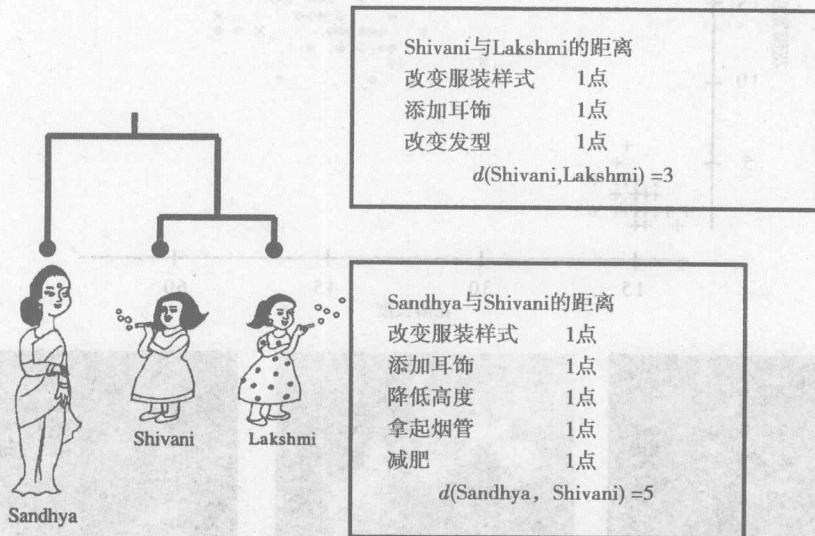 Shivani与Lakshmi的距离
改变服装样式 1点
添加耳饰 1点
改变发型 1点
d(Shivani,Lakshmi) =3
Sandhya与Shivani的距离
改变服装样式 1点
添加耳饰 1点
降低高度 1点
拿起烟管 1点
减肥 1点
d(Sandhya，Shivani) =5
Shivani
Lakshmi
Sandhya